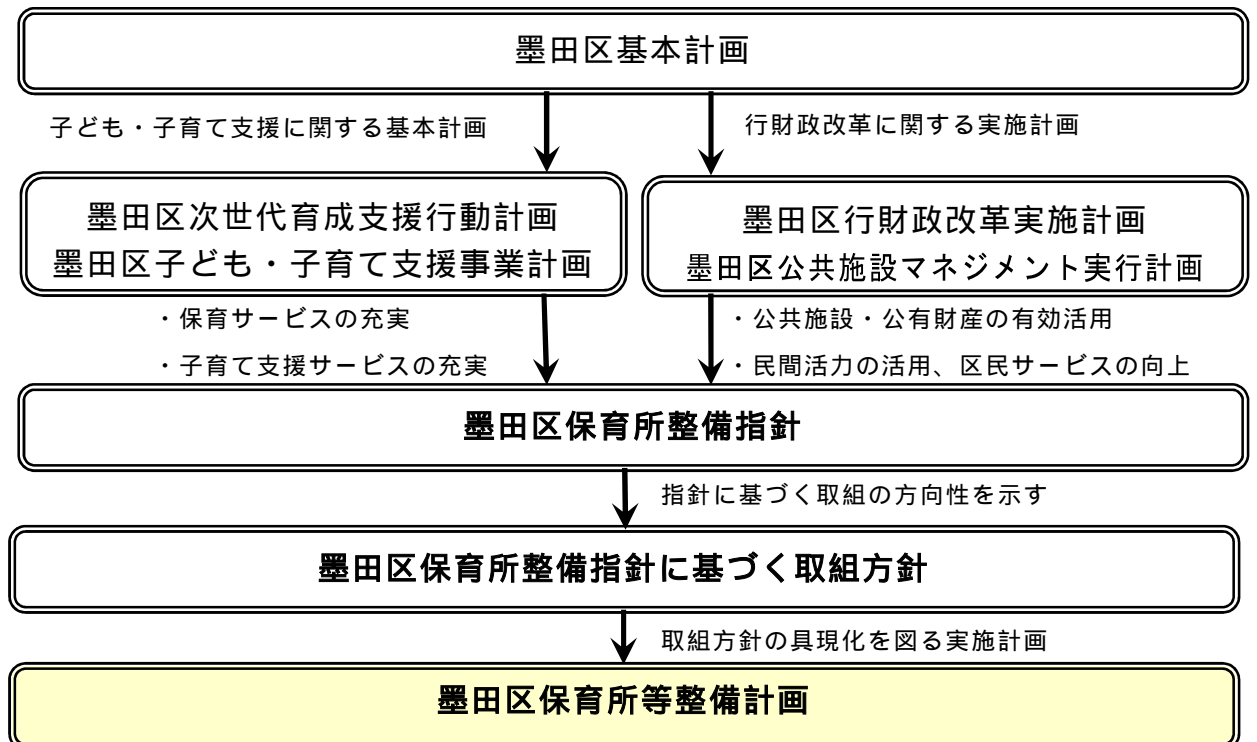 墨田区基本計画
子ども・子育て支援に関する基本計画
行財政改革に関する実施計画
墨田区次世代育成支援行動計画
墨田区子ども・子育て支援事業計画
墨田区行財政改革実施計画
墨田区公共施設マネジメント実行計画
・保育サービスの充実
・子育て支援サービスの充実
・公共施設・公有財産の有効活用
・民間活力の活用、区民サービスの向上
墨田区保育所整備指針
指針に基づく取組の方向性を示す
墨田区保育所整備指針に基づく取組方針
取組方針の具現化を図る実施計画
墨田区保育所等整備計画